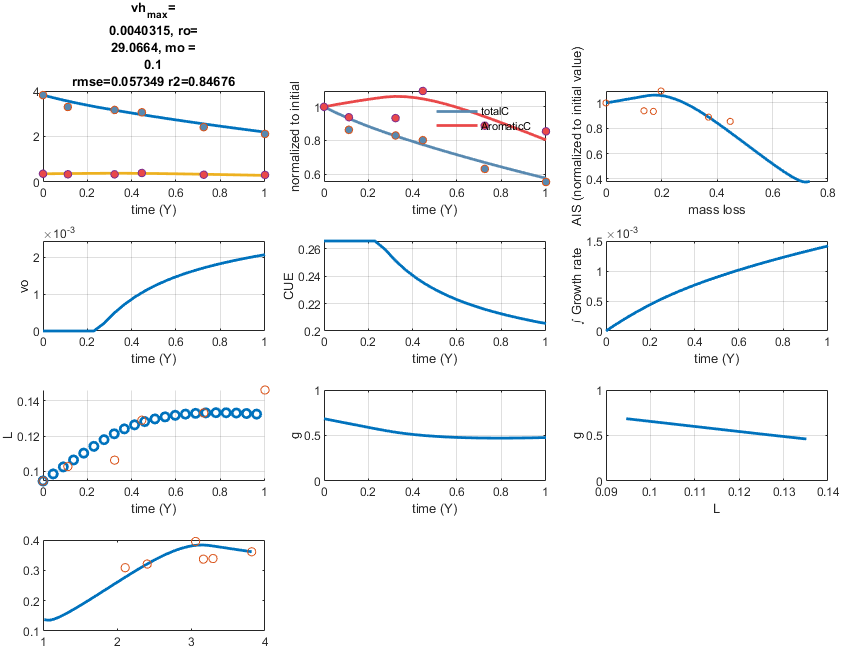 vh_max=
0.0040315, ro=
29.0664, mo =
0.1
rmse=0.057349 r2=0.84676
4
2
0
0 0.2 0.4 0.6 0.8 1
time (Y)
normalized to initial
1
0.8
0.6
totalC
AromaticC
0 0.2 0.4 0.6 0.8 1
time (Y)
AIS (normalized to initial value)
1
0.8
0.6
0.4
0 0.2 0.4 0.6 0.8
mass loss
×10^-3
vo
2
1
0
0 0.2 0.4 0.6 0.8 1
time (Y)
CUE
0.26
0.24
0.22
0.2
0 0.2 0.4 0.6 0.8 1
time (Y)
×10^-3
∫ Growth rate
1.5
1
0.5
0
0 0.2 0.4 0.6 0.8 1
time (Y)
L
0.14
0.12
0.1
0 0.2 0.4 0.6 0.8 1
time (Y)
g
1
0.5
0
0 0.2 0.4 0.6 0.8 1
time (Y)
g
1
0.5
0
0.09 0.1 0.11 0.12 0.13 0.14
L
0.4
0.3
0.2
0.1
1 2 3 4